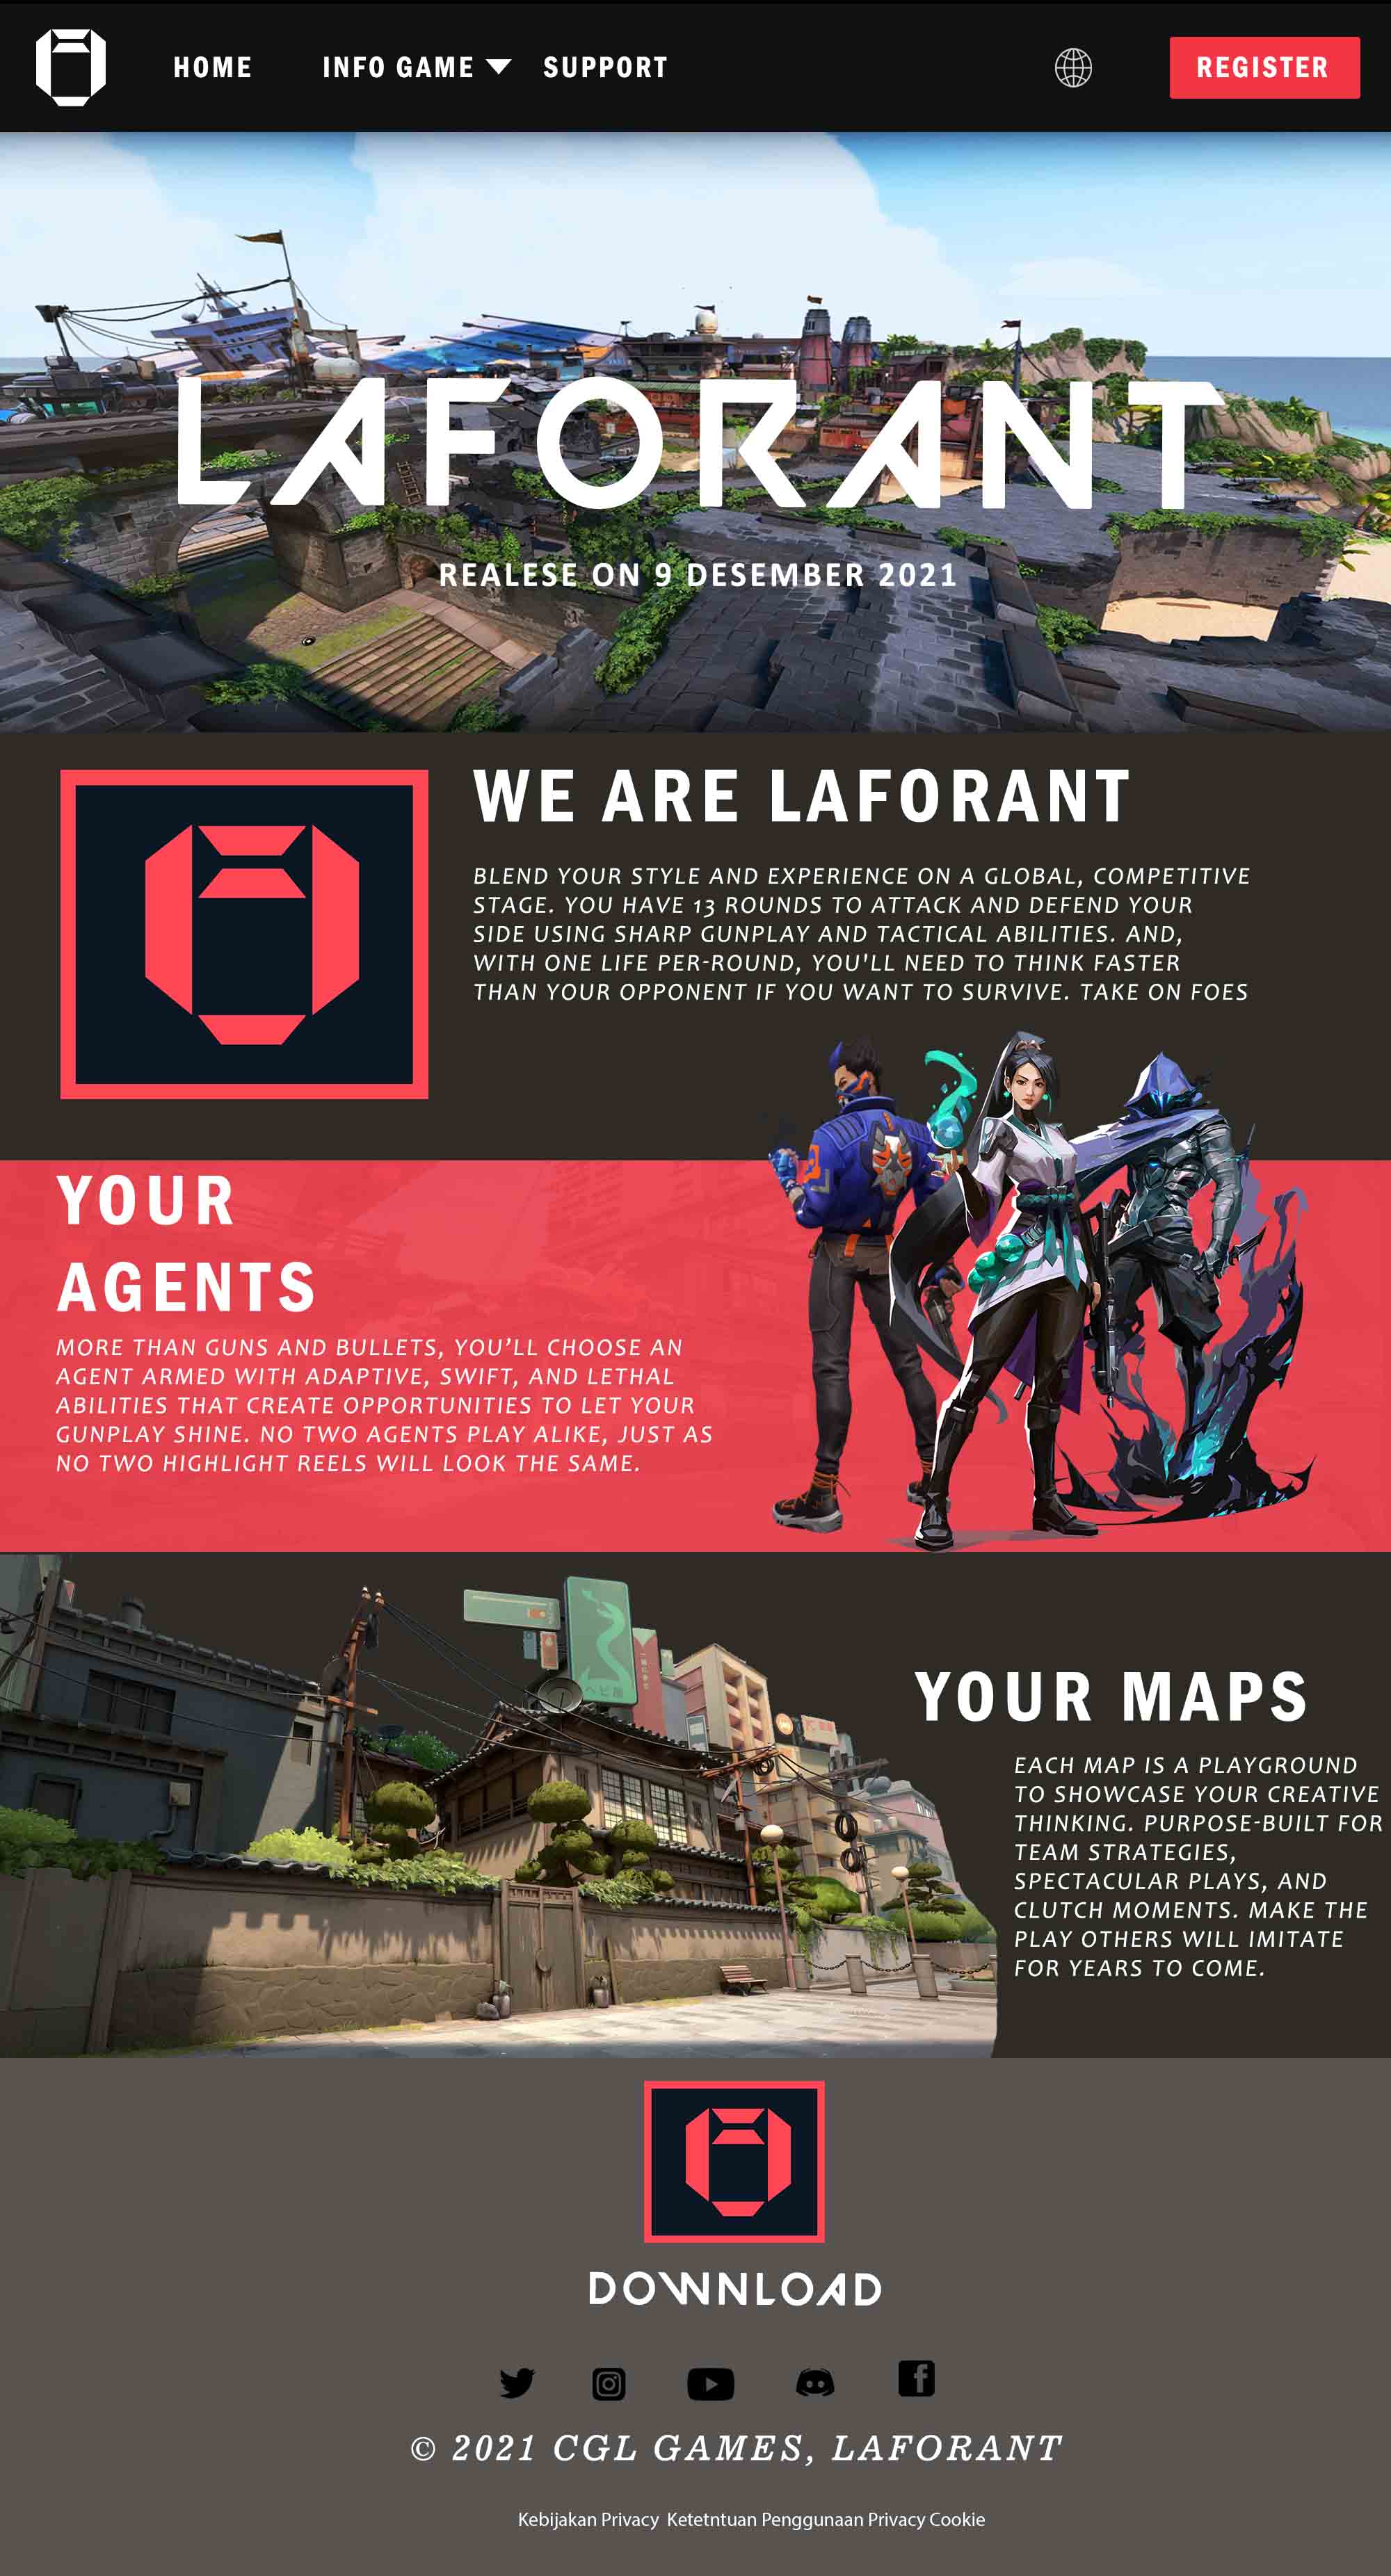 HOME INFO GAME SUPPORT REGISTER
LAFORANT
REALESE ON 9 DESEMBER 2021
WE ARE LAFORANT
BLEND YOUR STYLE AND EXPERIENCE ON A GLOBAL, COMPETITIVE
STAGE. YOU HAVE 13 ROUNDS TO ATTACK AND DEFEND YOUR
SIDE USING SHARP GUNPLAY AND TACTICAL ABILITIES. AND,
WITH ONE LIFE PER-ROUND, YOU'LL NEED TO THINK FASTER
THAN YOUR OPPONENT IF YOU WANT TO SURVIVE. TAKE ON FOES
YOUR
AGENTS
MORE THAN GUNS AND BULLETS, YOU’LL CHOOSE AN
AGENT ARMED WITH ADAPTIVE, SWIFT, AND LETHAL
ABILITIES THAT CREATE OPPORTUNITIES TO LET YOUR
GUNPLAY SHINE. NO TWO AGENTS PLAY ALIKE, JUST AS
NO TWO HIGHLIGHT REELS WILL LOOK THE SAME.
YOUR MAPS
EACH MAP IS A PLAYGROUND
TO SHOWCASE YOUR CREATIVE
THINKING. PURPOSE-BUILT FOR
TEAM STRATEGIES,
SPECTACULAR PLAYS, AND
CLUTCH MOMENTS. MAKE THE
PLAY OTHERS WILL IMITATE
FOR YEARS TO COME.
DOWNLOAD
© 2021 CGL GAMES, LAFORANT
Kebijakan Privacy Ketetntuan Penggunaan Privacy Cookie